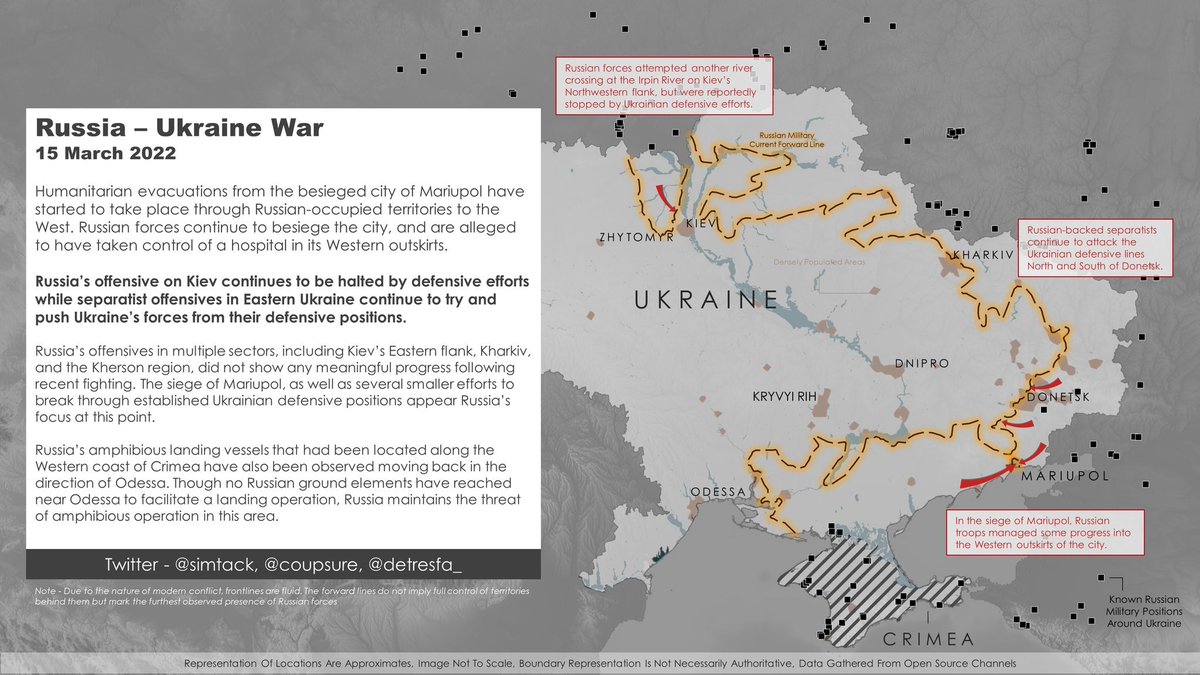 Russia – Ukraine War
15 March 2022
Humanitarian evacuations from the besieged city of Mariupol have
started to take place through Russian-occupied territories to the
West. Russian forces continue to besiege the city, and are alleged
to have taken control of a hospital in its Western outskirts.
Russia's offensive on Kiev continues to be halted by defensive efforts
while separatist offensives in Eastern Ukraine continue to try and
push Ukraine's forces from their defensive positions.
Russia's offensives in multiple sectors, including Kiev's Eastern flank, Kharkiv,
and the Kherson region, did not show any meaningful progress following
recent fighting. The siege of Mariupol, as well as several smaller efforts to
break through established Ukrainian defensive positions appear Russia's
focus at this point.
Russia's amphibious landing vessels that had been located along the
Western coast of Crimea have also been observed moving back in the
direction of Odessa. Though no Russian ground elements have reached
near Odessa to facilitate a landing operation, Russia maintains the threat
of amphibious operation in this area.
Twitter - @simtack, @coupsure, @detresfa_
Note - Due to the nature of modern conflict, frontlines are fluid. The forward lines do not imply full control of territories
behind them but mark the furthest observed presence of Russian forces
Russian forces attempted another river
crossing at the Irpin River on Kiev's
Northwestern flank, but were reportedly
stopped by Ukrainian defensive efforts.
Russian Military
Current Forward Line
ZHYTOMYR
KIEV
KHARKIV
Russian-backed separatists
continue to attack the
Ukrainian defensive lines
North and South of Donetsk.
Densely Populated Areas
UKRAINE
DNIPRO
KRYVYI RIH
DONETSK
MARIUPOL
ODESSA
In the siege of Mariupol, Russian
troops managed some progress into
the Western outskirts of the city.
Known Russian
Military Positions
Around Ukraine
CRIMEA
Representation Of Locations Are Approximates, Image Not To Scale, Boundary Representation Is Not Necessarily Authoritative, Data Gathered From Open Source Channels